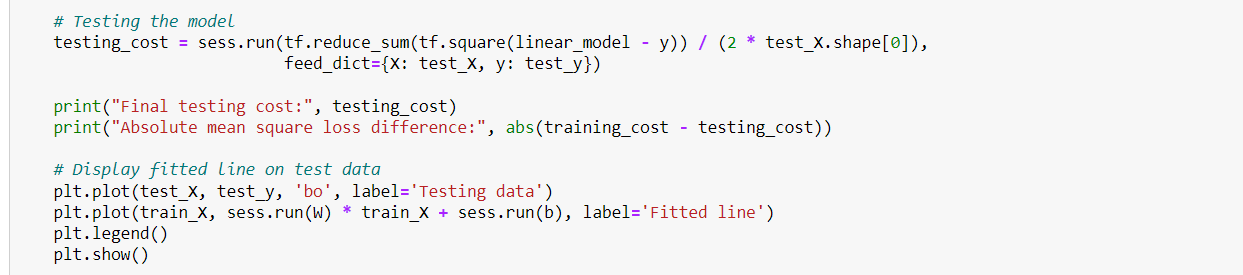 # Testing the model
testing_cost = sess.run(tf.reduce_sum(tf.square(linear_model - y)) / (2 * test_X.shape[0]),
feed_dict={X: test_X, y: test_y})
print("Final testing cost:", testing_cost)
print("Absolute mean square loss difference:", abs(training_cost - testing_cost))
# Display fitted line on test data
plt.plot(test_X, test_y, 'bo', label='Testing data')
plt.plot(train_X, sess.run(W) * train_X + sess.run(b), label='Fitted line')
plt.legend()
plt.show()